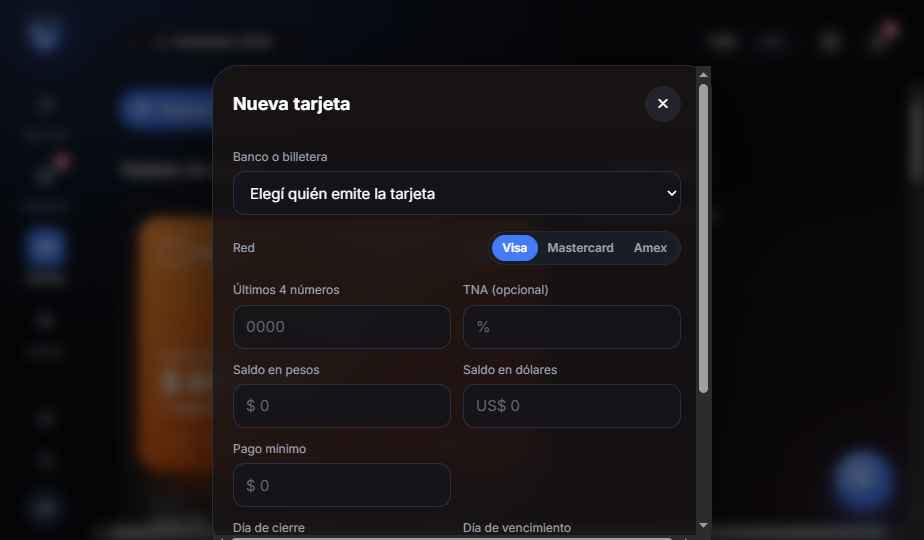 Nueva tarjeta
Banco o billetera
Elegí quién emite la tarjeta
Red Visa Mastercard Amex
Últimos 4 números TNA (opcional)
0000 %
Saldo en pesos Saldo en dólares
$ 0 US$ 0
Pago mínimo
$ 0
Día de cierre Día de vencimiento